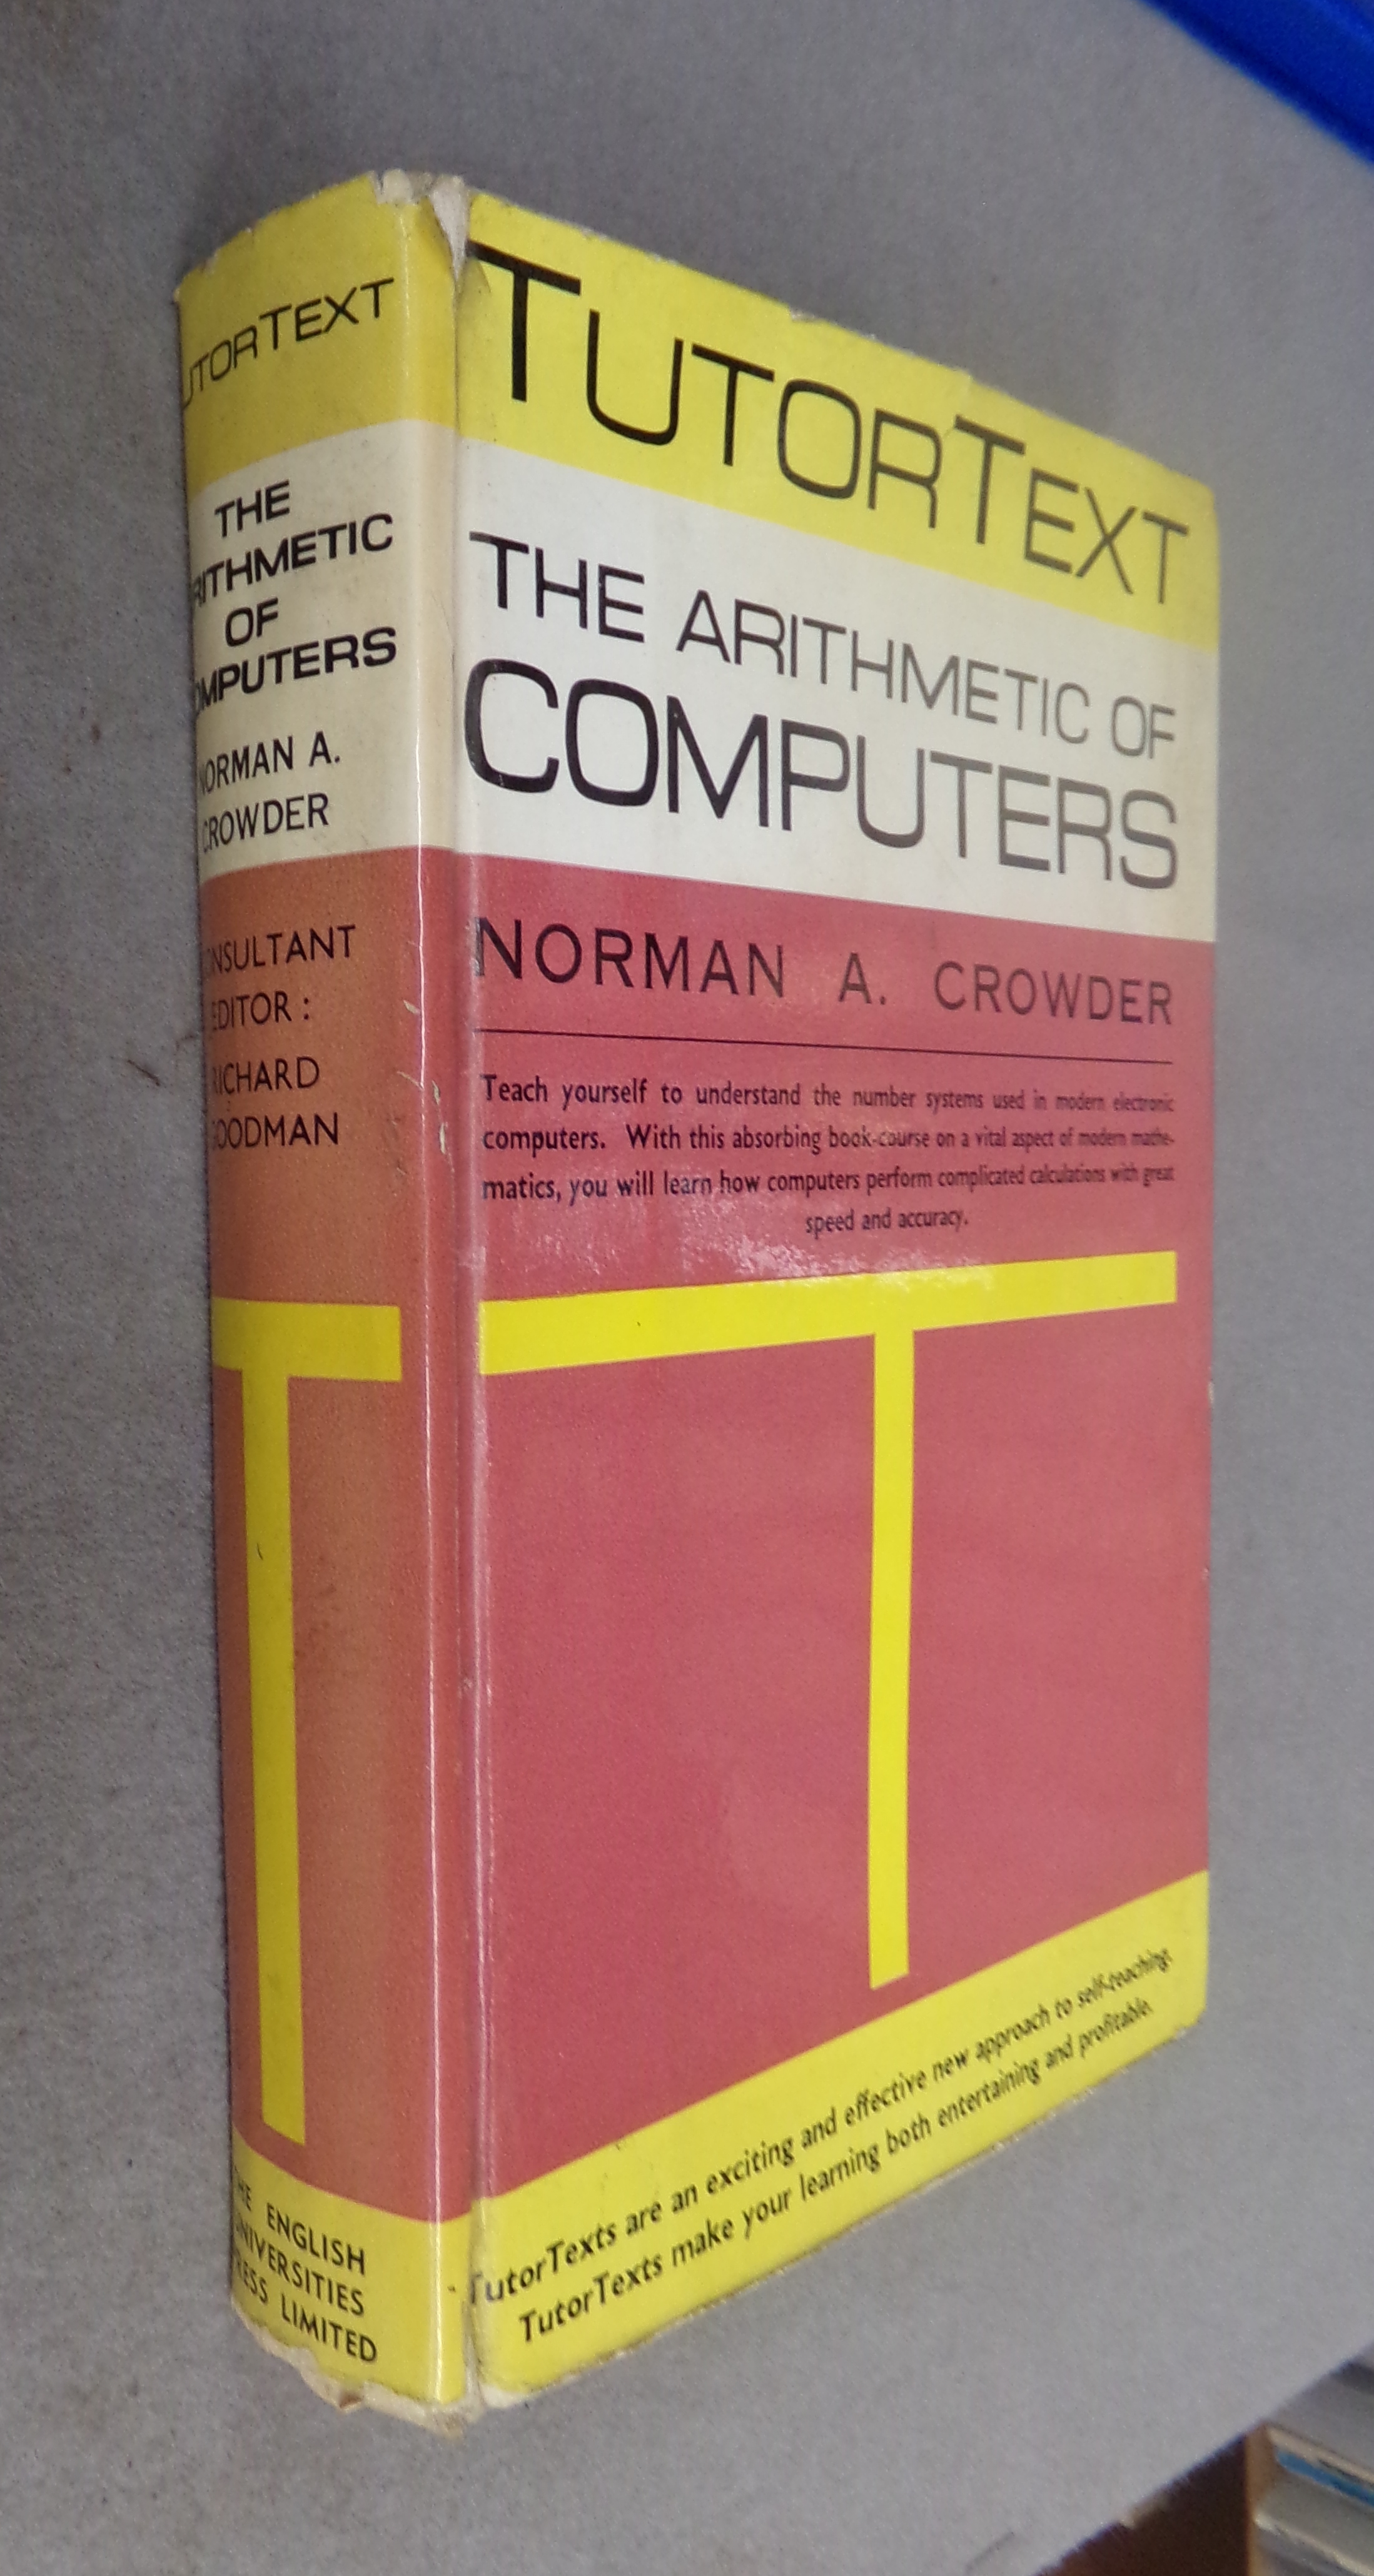 UTORTEXT
THE
RITHMETIC
OF
OMPUTERS
NORMAN A.
CROWDER
ONSULTANT
EDITOR :
RICHARD
GOODMAN
THE ENGLISH
UNIVERSITIES
PRESS LIMITED
TUTORTEXT
THE ARITHMETIC OF
COMPUTERS
NORMAN A. CROWDER
Teach yourself to understand the number systems used in modern electronic
computers. With this absorbing book-course on a vital aspect of modern mathe-
matics, you will learn how computers perform complicated calculations with great
speed and accuracy.
T
T
TutorTexts are an exciting and effective new approach to self-teaching.
TutorTexts make your learning both entertaining and profitable.